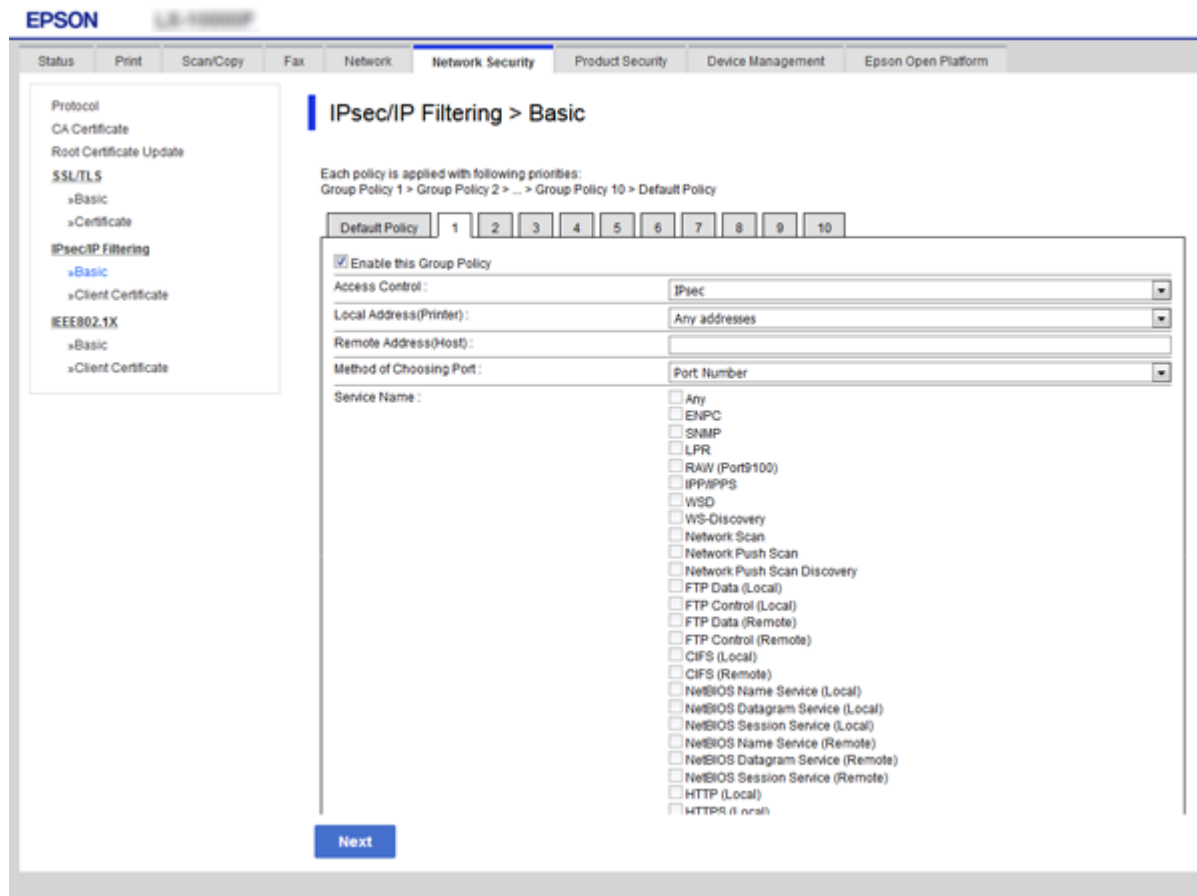 EPSON
Status Print Scan/Copy Fax Network Network Security Product Security Device Management Epson Open Platform
Protocol
CA Certificate
Root Certificate Update
SSL/TLS
»Basic
»Certificate
IPsec/IP Filtering
»Basic
»Client Certificate
IEEE802.1X
»Basic
»Client Certificate
IPsec/IP Filtering > Basic
Each policy is applied with following priorities:
Group Policy 1 > Group Policy 2 > ... > Group Policy 10 > Default Policy
Default Policy 1 2 3 4 5 6 7 8 9 10
Enable this Group Policy
Access Control : IPsec
Local Address(Printer) : Any addresses
Remote Address(Host) :
Method of Choosing Port : Port Number
Service Name : Any
ENPC
SNMP
LPR
RAW (Port9100)
IPP/IPPS
WSD
WS-Discovery
Network Scan
Network Push Scan
Network Push Scan Discovery
FTP Data (Local)
FTP Control (Local)
FTP Data (Remote)
FTP Control (Remote)
CIFS (Local)
CIFS (Remote)
NetBIOS Name Service (Local)
NetBIOS Datagram Service (Local)
NetBIOS Session Service (Local)
NetBIOS Name Service (Remote)
NetBIOS Datagram Service (Remote)
NetBIOS Session Service (Remote)
HTTP (Local)
HTTPS (Local)
Next